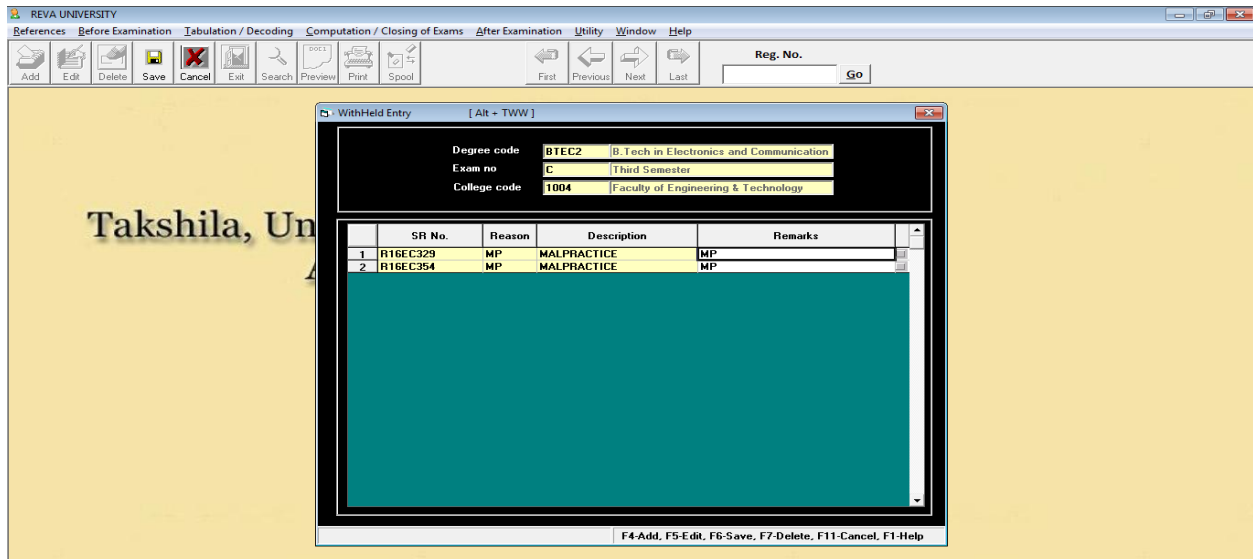 REVA UNIVERSITY
References Before Examination Tabulation / Decoding Computation / Closing of Exams After Examination Utility Window Help
Add Edit Delete Save Cancel Exit Search Preview Print Spool First Previous Next Last Reg. No. Go
WithHeld Entry [ Alt + TWW ]
Degree code BTEC2 B.Tech in Electronics and Communication
Exam no C Third Semester
College code 1004 Faculty of Engineering & Technology
Takshila, Un
A
SR No. Reason Description Remarks
1 R16EC329 MP MALPRACTICE MP
2 R16EC354 MP MALPRACTICE MP
F4-Add, F5-Edit, F6-Save, F7-Delete, F11-Cancel, F1-Help